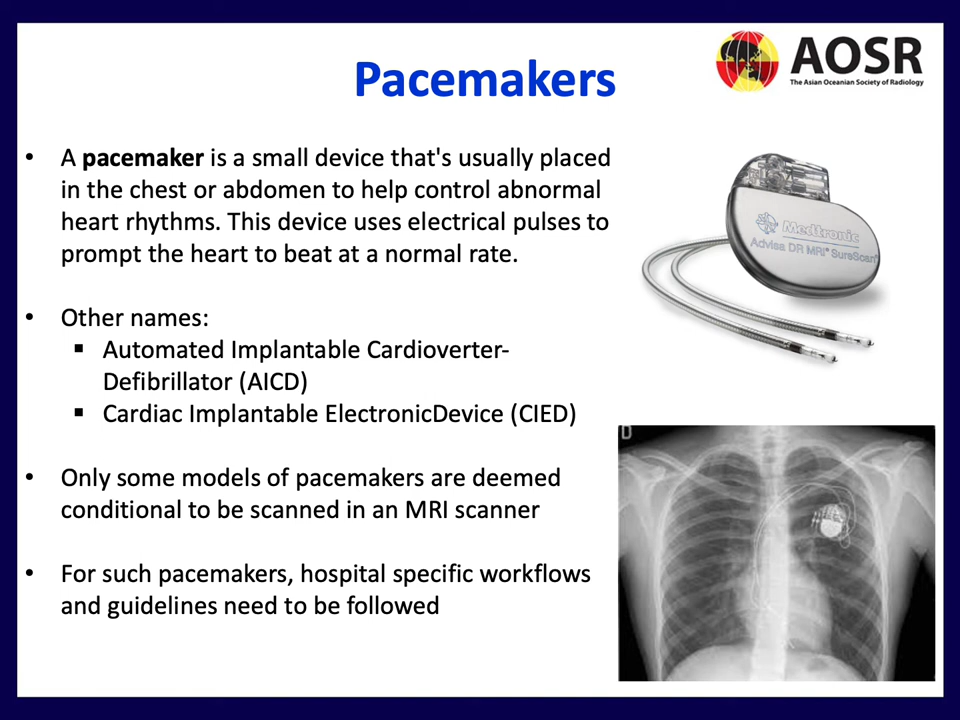 Pacemakers
AOSR
The Asian Oceanian Society of Radiology
• A pacemaker is a small device that's usually placed
in the chest or abdomen to help control abnormal
heart rhythms. This device uses electrical pulses to
prompt the heart to beat at a normal rate.
• Other names:
▪ Automated Implantable Cardioverter-
Defibrillator (AICD)
▪ Cardiac Implantable ElectronicDevice (CIED)
• Only some models of pacemakers are deemed
conditional to be scanned in an MRI scanner
• For such pacemakers, hospital specific workflows
and guidelines need to be followed
Medtronic
Advisa DR MRI™ SureScan®
D